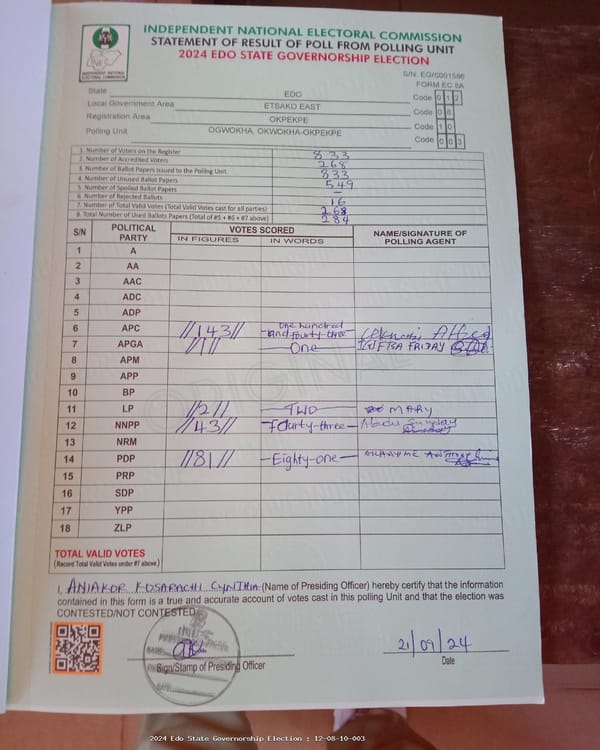 INDEPENDENT NATIONAL ELECTORAL COMMISSION
STATEMENT OF RESULT OF POLL FROM POLLING UNIT
2024 EDO STATE GOVERNORSHIP ELECTION
INDEPENDENT NATIONAL ELECTORAL COMMISSION
S/N: EG/0001566
FORM EC 8A
State EDO Code 0 1 2
Local Government Area ETSAKO EAST Code 0 8
Registration Area OKPEKPE Code 1 0
Polling Unit OGWOKHA, OKWOKHA-OKPEKPE Code 0 0 3
1. Number of Voters on the Register 833
2. Number of Accredited Voters 268
3. Number of Ballot Papers Issued to the Polling Unit 833
4. Number of Unused Ballot Papers 549
5. Number of Spoiled Ballot Papers –
6. Number of Rejected Ballots 16
7. Number of Total Valid Votes (Total Valid Votes cast for all parties) 268
8. Total Number of Used Ballots Papers (Total of #5 + #6 + #7 above) 284
S/N POLITICAL PARTY VOTES SCORED NAME/SIGNATURE OF POLLING AGENT
IN FIGURES IN WORDS
1 A
2 AA
3 AAC
4 ADC
5 ADP
6 APC //143// One hundred and fourty three
7 APGA //1// One FRIDAY
8 APM
9 APP
10 BP
11 LP //2// TWO MARY
12 NNPP //43// Fourty-three Sunday
13 NRM
14 PDP //81// Eighty-one
15 PRP
16 SDP
17 YPP
18 ZLP
TOTAL VALID VOTES
(Record Total Valid Votes under #7 above)
I, ANIAKOR KOSARACHI CYNTHIA (Name of Presiding Officer) hereby certify that the information
contained in this form is a true and accurate account of votes cast in this polling Unit and that the election was
CONTESTED/NOT CONTESTED
21/09/24
Sign/Stamp of Presiding Officer Date
2024 Edo State Governorship Election : 12-08-10-003